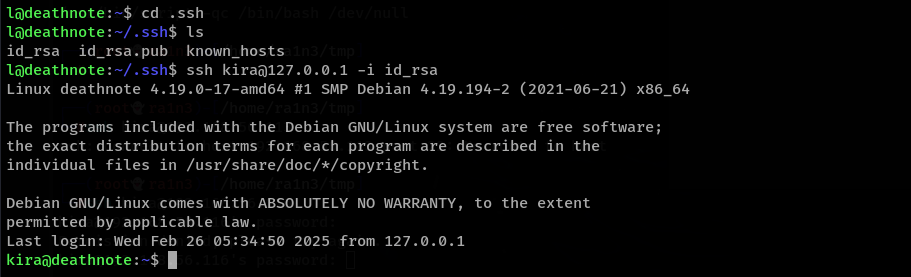 l@deathnote:~$ cd .ssh
l@deathnote:~/.ssh$ ls
id_rsa  id_rsa.pub  known_hosts
l@deathnote:~/.ssh$ ssh kira@127.0.0.1 -i id_rsa
Linux deathnote 4.19.0-17-amd64 #1 SMP Debian 4.19.194-2 (2021-06-21) x86_64

The programs included with the Debian GNU/Linux system are free software;
the exact distribution terms for each program are described in the
individual files in /usr/share/doc/*/copyright.

Debian GNU/Linux comes with ABSOLUTELY NO WARRANTY, to the extent
permitted by applicable law.
Last login: Wed Feb 26 05:34:50 2025 from 127.0.0.1
kira@deathnote:~$